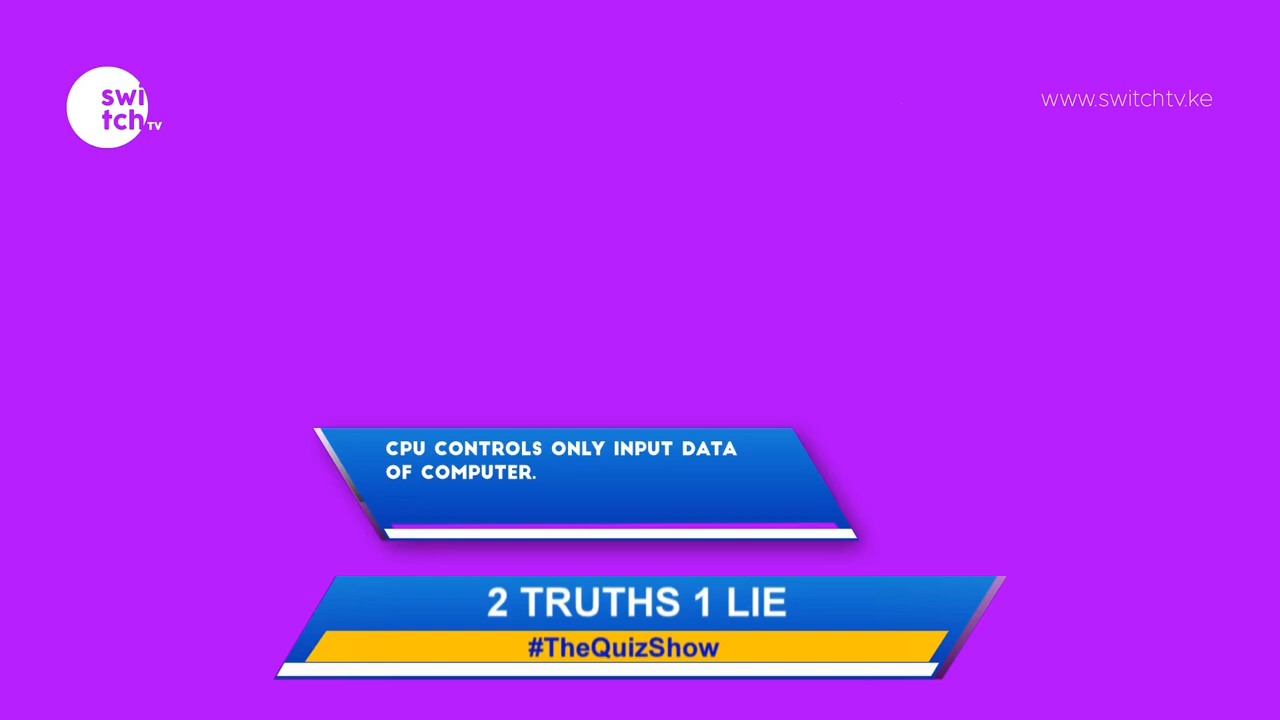 swi
tch TV
www.switchtv.ke
CPU CONTROLS ONLY INPUT DATA
OF COMPUTER.
2 TRUTHS 1 LIE
#TheQuizShow